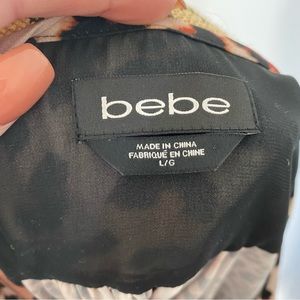 bebe
MADE IN CHINA
FABRIQUÉ EN CHINE
L/G